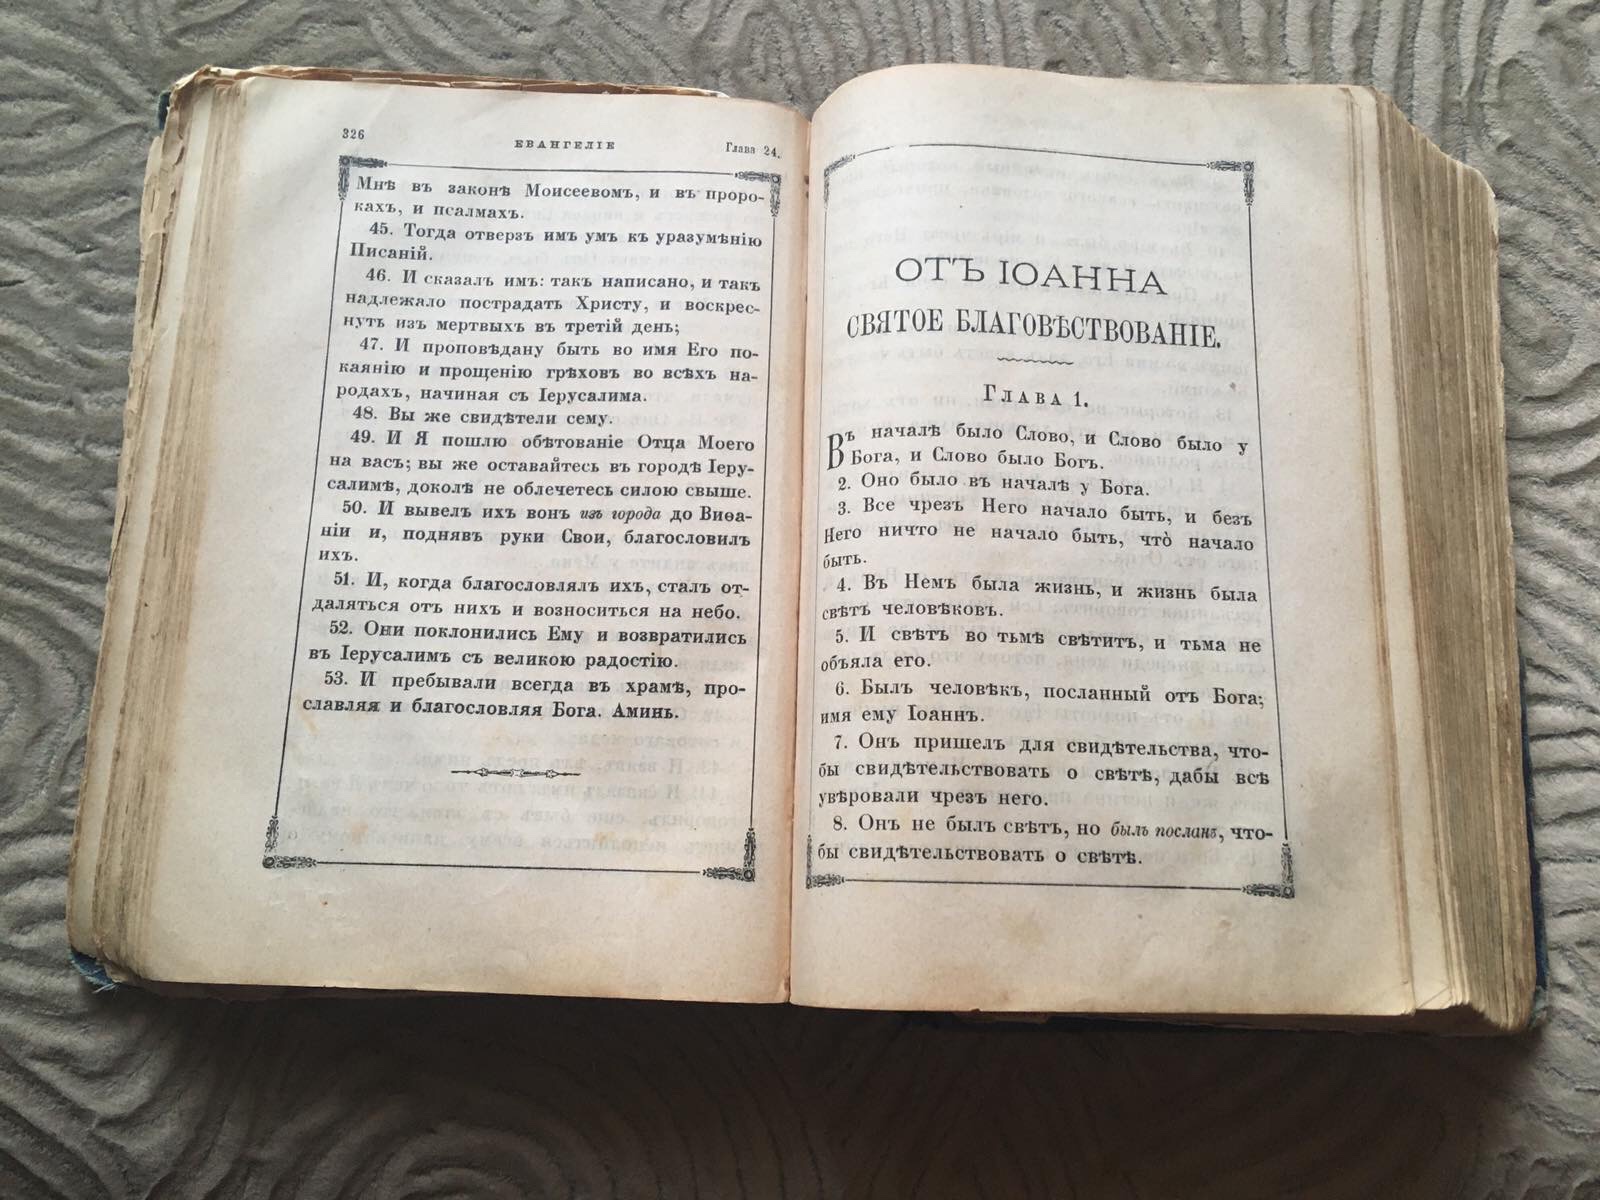 326
ЕВАНГЕЛІЕ
Глава 24.
Мнѣ въ законѣ Моисеевомъ, и въ проро-
кахъ, и псалмахъ.
45. Тогда отверзъ имъ умъ къ уразумѣнію
Писаній.
46. И сказалъ имъ: такъ написано, и такъ
надлежало пострадать Христу, и воскрес-
нуть изъ мертвыхъ въ третій день;
47. И проповѣдану быть во имя Его по-
каянію и прощенію грѣховъ во всѣхъ на-
родахъ, начиная съ Іерусалима.
48. Вы же свидѣтели сему.
49. И Я пошлю обѣтованіе Отца Моего
на васъ; вы же оставайтесь въ городѣ Іеру-
салимѣ, доколѣ не облечетесь силою свыше.
50. И вывелъ ихъ вонъ изъ города до Виѳа-
ніи и, поднявъ руки Свои, благословилъ
ихъ.
51. И, когда благословлялъ ихъ, сталъ от-
даляться отъ нихъ и возноситься на небо.
52. Они поклонились Ему и возвратились
въ Іерусалимъ съ великою радостію.
53. И пребывали всегда въ храмѣ, про-
славляя и благословляя Бога. Аминь.
ОТЪ ІОАННА
СВЯТОЕ БЛАГОВѢСТВОВАНІЕ.
Глава 1.
Въ началѣ было Слово, и Слово было у
Бога, и Слово было Богъ.
2. Оно было въ началѣ у Бога.
3. Все чрезъ Него начало быть, и безъ
Него ничто не начало быть, что̀ начало
быть.
4. Въ Немъ была жизнь, и жизнь была
свѣтъ человѣковъ.
5. И свѣтъ во тьмѣ свѣтитъ, и тьма не
объяла его.
6. Былъ человѣкъ, посланный отъ Бога;
имя ему Іоаннъ.
7. Онъ пришелъ для свидѣтельства, что-
бы свидѣтельствовать о свѣтѣ, дабы всѣ
увѣровали чрезъ него.
8. Онъ не былъ свѣтъ, но былъ посланъ, что-
бы свидѣтельствовать о свѣтѣ.